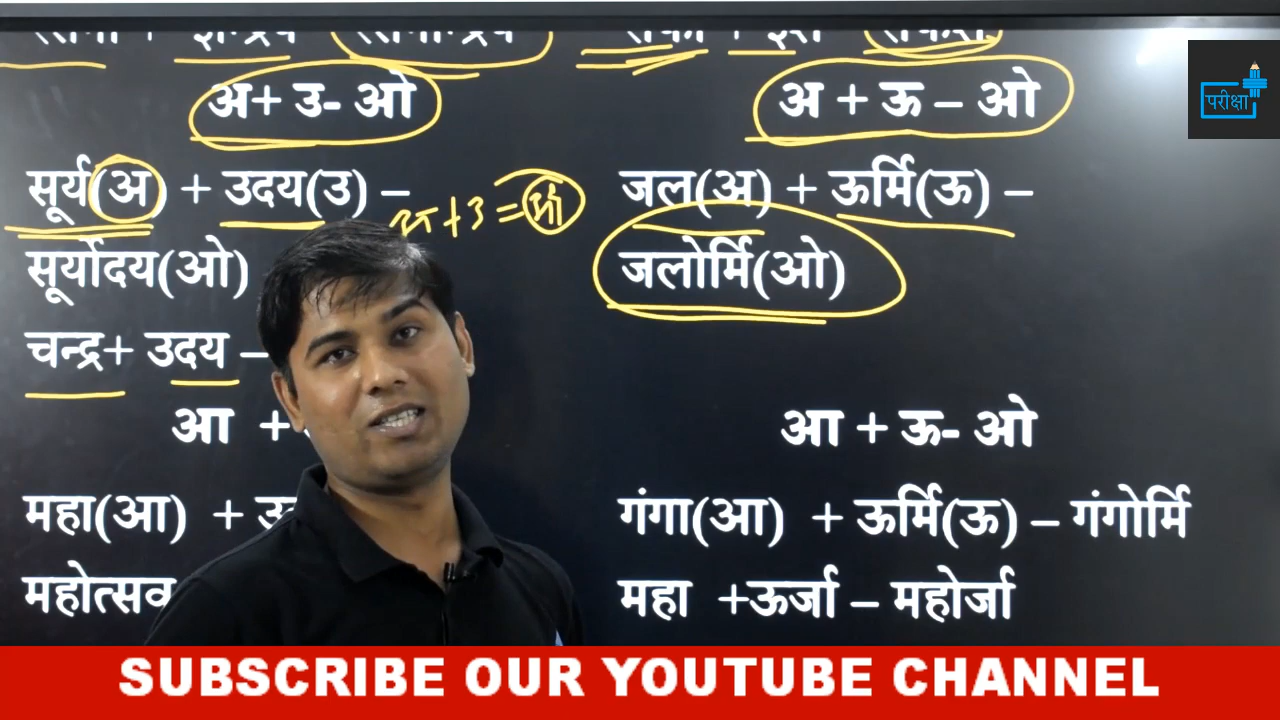 अ+ उ- ओ
अ + ऊ – ओ
परीक्षा
सूर्य(अ) + उदय(उ) –
अ + उ = ओ
जल(अ) + ऊर्मि(ऊ) –
सूर्योदय(ओ)
जलोर्मि(ओ)
चन्द्र+ उदय –
आ +
आ + ऊ- ओ
महा(आ) +
गंगा(आ) + ऊर्मि(ऊ) – गंगोर्मि
महोत्सव
महा +ऊर्जा – महोर्जा
SUBSCRIBE OUR YOUTUBE CHANNEL